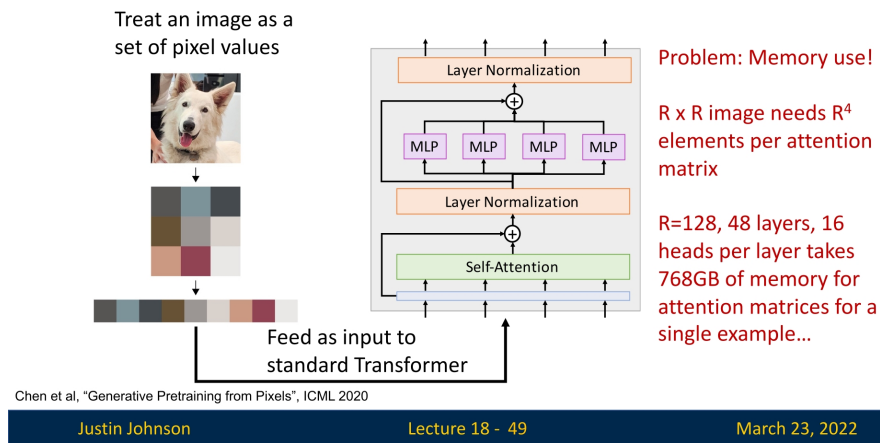 Treat an image as a
set of pixel values
Feed as input to
standard Transformer
Layer Normalization
MLP MLP MLP MLP
Layer Normalization
Self-Attention
Problem: Memory use!
R x R image needs R⁴
elements per attention
matrix
R=128, 48 layers, 16
heads per layer takes
768GB of memory for
attention matrices for a
single example…
Chen et al, “Generative Pretraining from Pixels”, ICML 2020
Justin Johnson Lecture 18 - 49 March 23, 2022